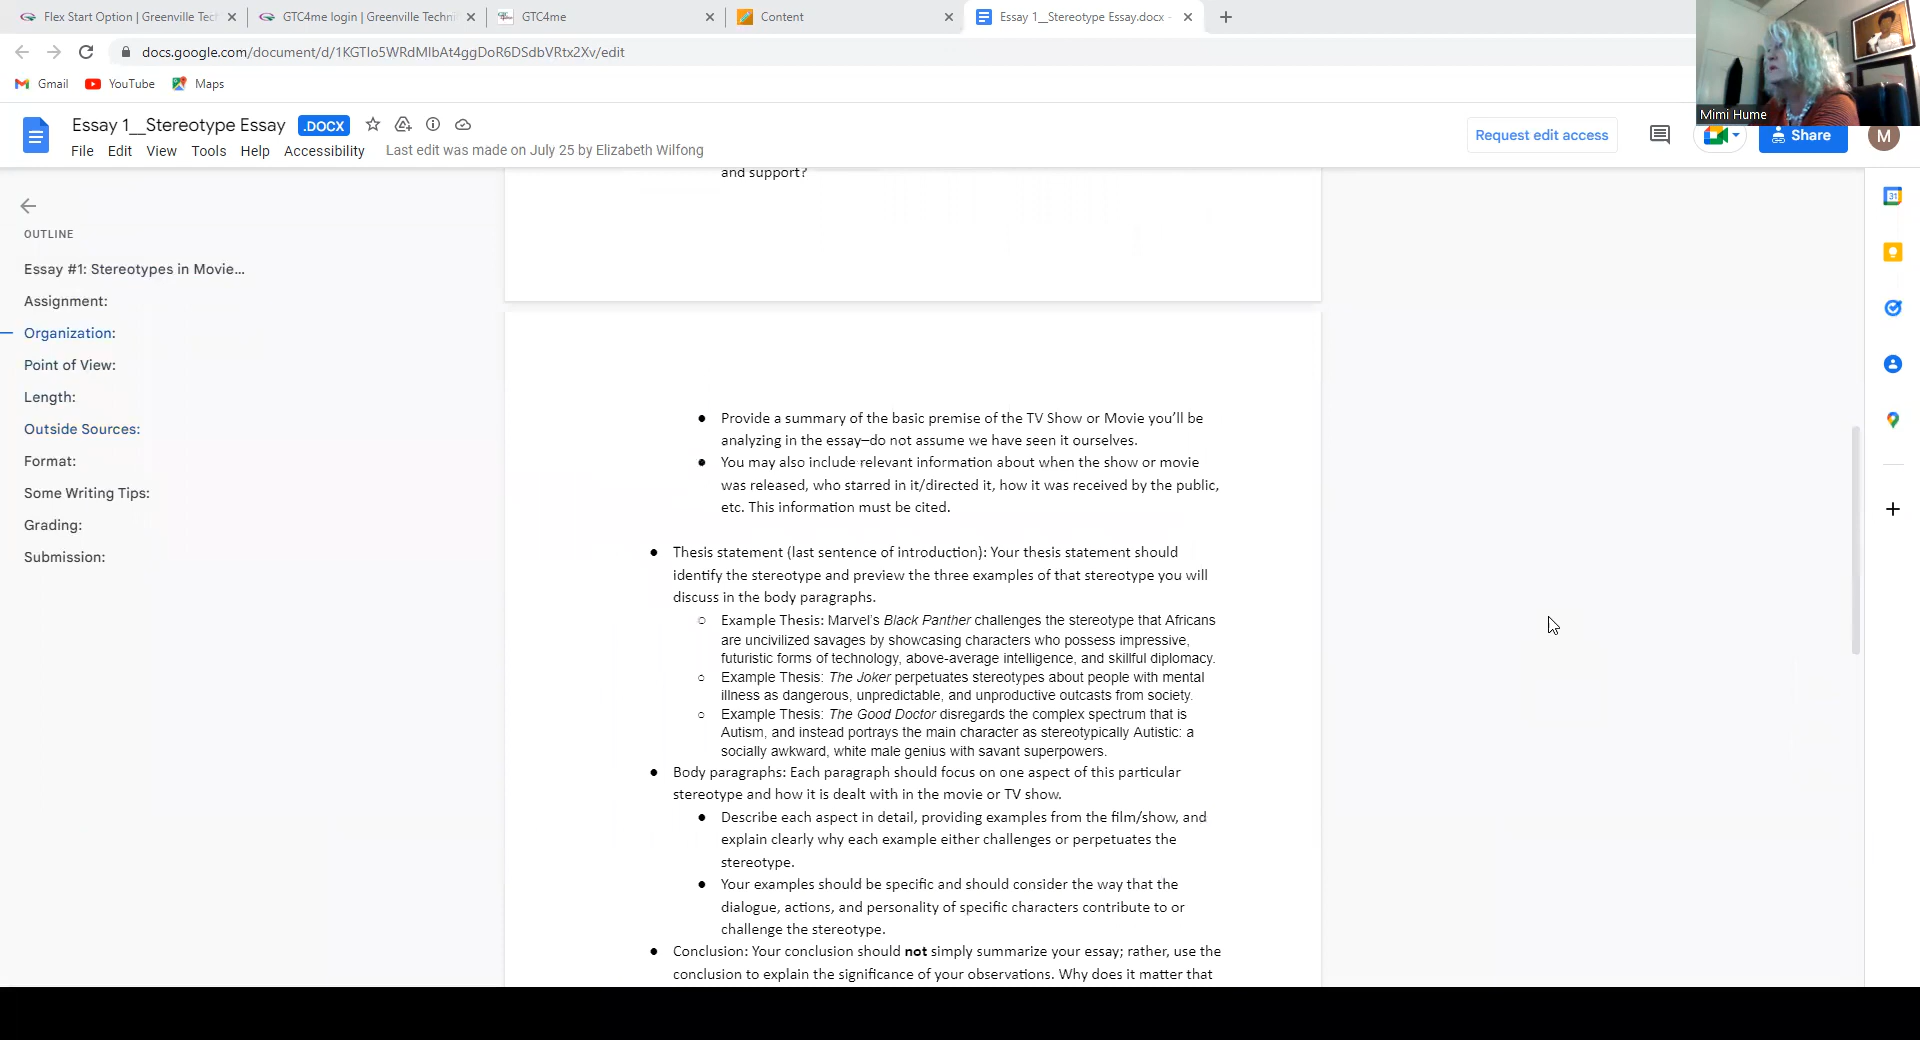 Flex Start Option | Greenville Tec
GTC4me login | Greenville Techni
GTC4me
Content
Essay 1__Stereotype Essay.docx -
docs.google.com/document/d/1KGTIo5WRdMlbAt4ggDoR6DSdbVRtx2Xv/edit
Gmail
YouTube
Maps
Mimi Hume
Essay 1__Stereotype Essay
.DOCX
File Edit View Tools Help Accessibility
Last edit was made on July 25 by Elizabeth Wilfong
Request edit access
Share
M
31
OUTLINE
Essay #1: Stereotypes in Movie...
Assignment:
Organization:
Point of View:
Length:
Outside Sources:
Format:
Some Writing Tips:
Grading:
Submission:
and support?
● Provide a summary of the basic premise of the TV Show or Movie you’ll be
analyzing in the essay–do not assume we have seen it ourselves.
● You may also include relevant information about when the show or movie
was released, who starred in it/directed it, how it was received by the public,
etc. This information must be cited.
● Thesis statement (last sentence of introduction): Your thesis statement should
identify the stereotype and preview the three examples of that stereotype you will
discuss in the body paragraphs.
○ Example Thesis: Marvel’s Black Panther challenges the stereotype that Africans
are uncivilized savages by showcasing characters who possess impressive,
futuristic forms of technology, above-average intelligence, and skillful diplomacy.
○ Example Thesis: The Joker perpetuates stereotypes about people with mental
illness as dangerous, unpredictable, and unproductive outcasts from society.
○ Example Thesis: The Good Doctor disregards the complex spectrum that is
Autism, and instead portrays the main character as stereotypically Autistic: a
socially awkward, white male genius with savant superpowers.
● Body paragraphs: Each paragraph should focus on one aspect of this particular
stereotype and how it is dealt with in the movie or TV show.
● Describe each aspect in detail, providing examples from the film/show, and
explain clearly why each example either challenges or perpetuates the
stereotype.
● Your examples should be specific and should consider the way that the
dialogue, actions, and personality of specific characters contribute to or
challenge the stereotype.
● Conclusion: Your conclusion should not simply summarize your essay; rather, use the
conclusion to explain the significance of your observations. Why does it matter that